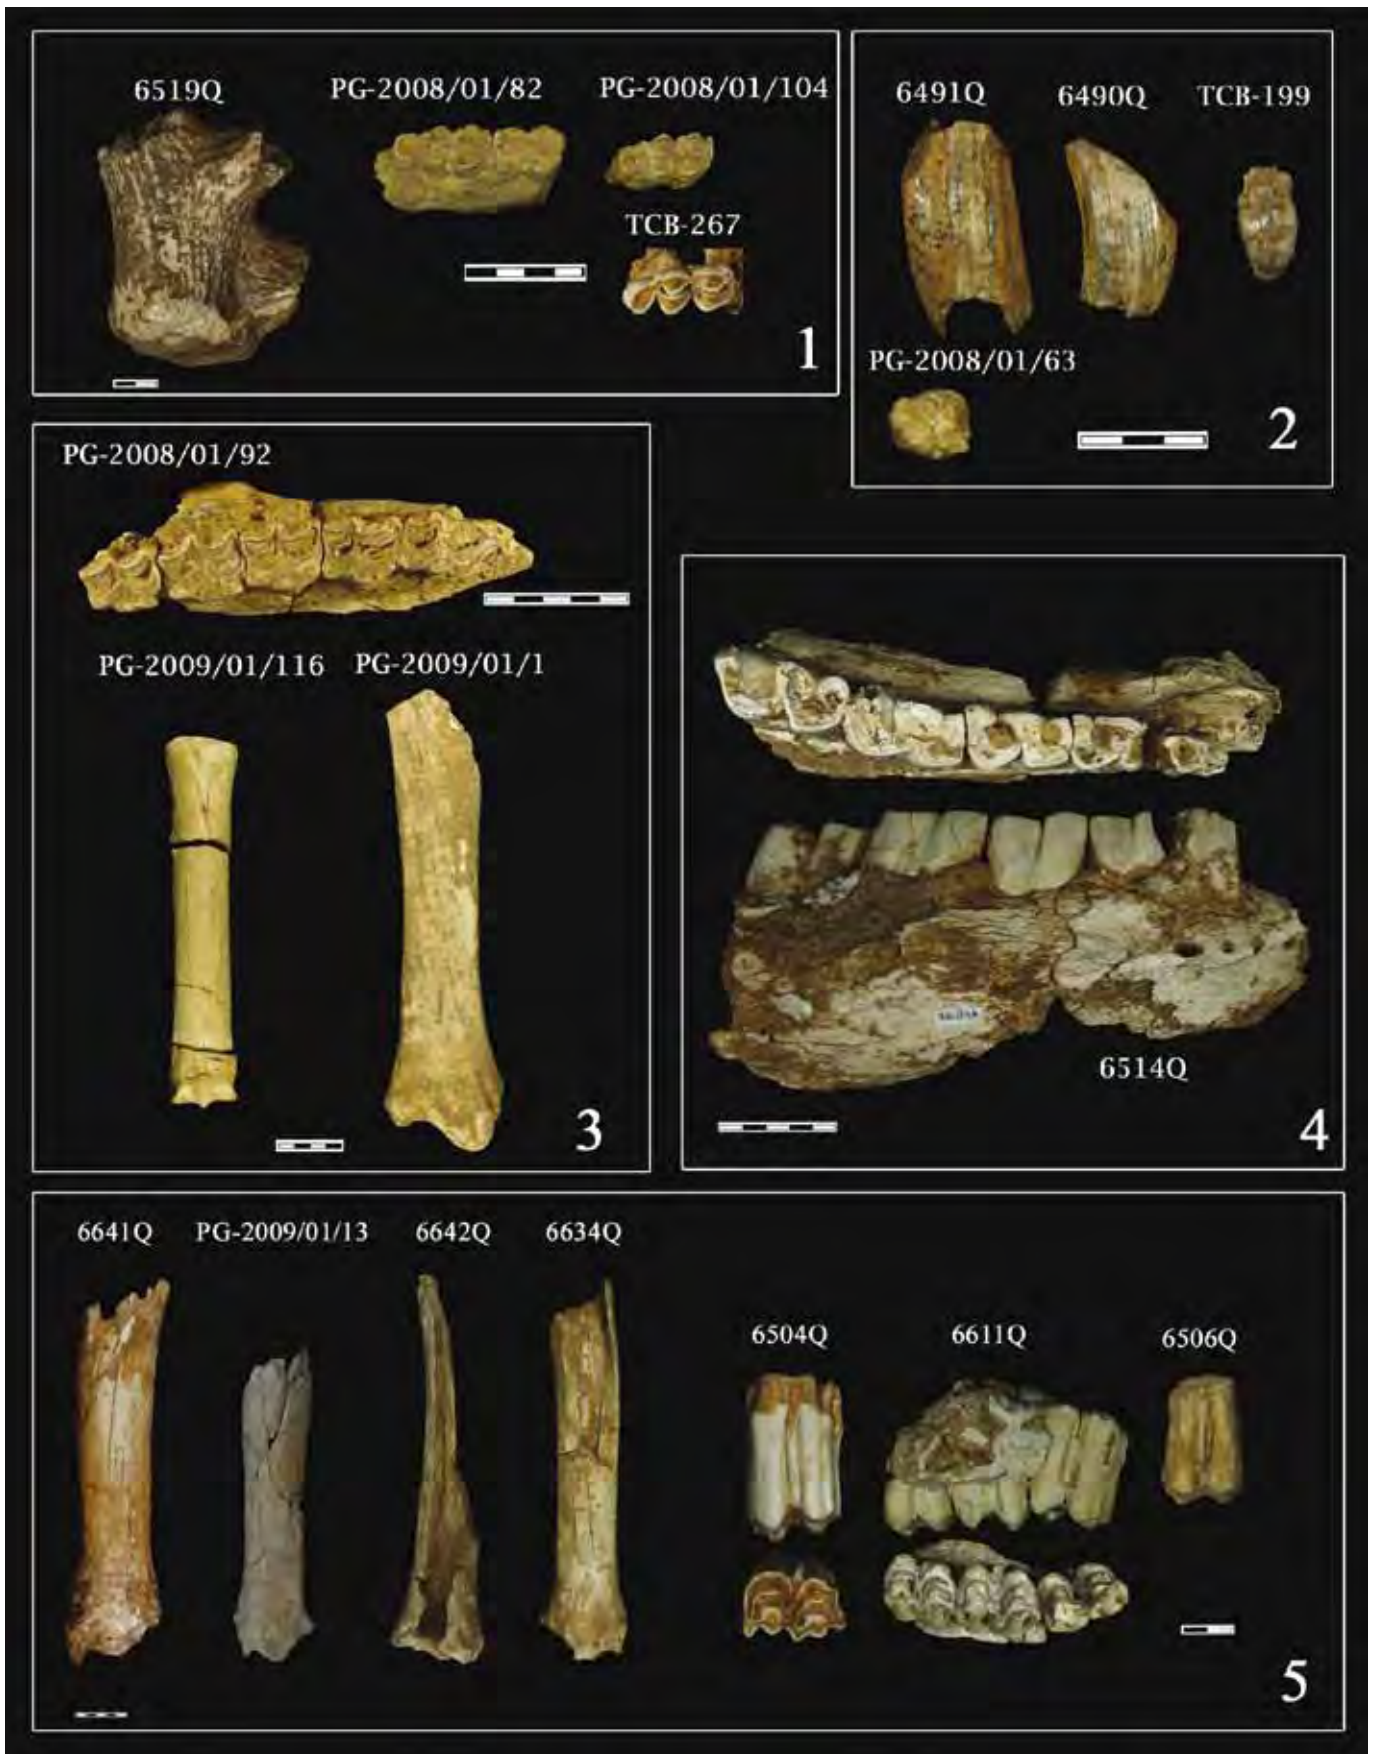 6519Q
PG-2008/01/82
PG-2008/01/104
TCB-267
1
6491Q
6490Q
TCB-199
PG-2008/01/63
2
PG-2008/01/92
PG-2009/01/116
PG-2009/01/1
3
6514Q
4
6641Q
PG-2009/01/13
6642Q
6634Q
6504Q
6611Q
6506Q
5